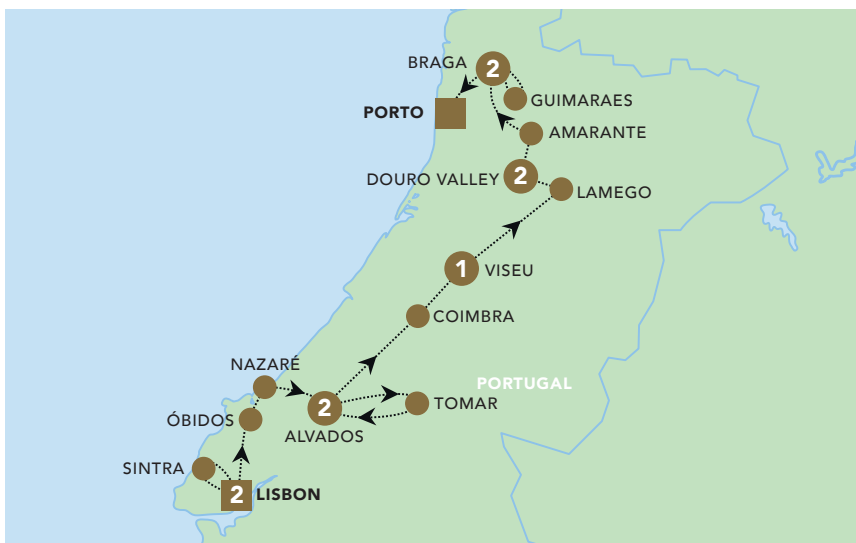 BRAGA
2
GUIMARAES
PORTO
AMARANTE
DOURO VALLEY
2
LAMEGO
1
VISEU
COIMBRA
NAZARÉ
PORTUGAL
2
TOMAR
ÓBIDOS
ALVADOS
SINTRA
2
LISBON